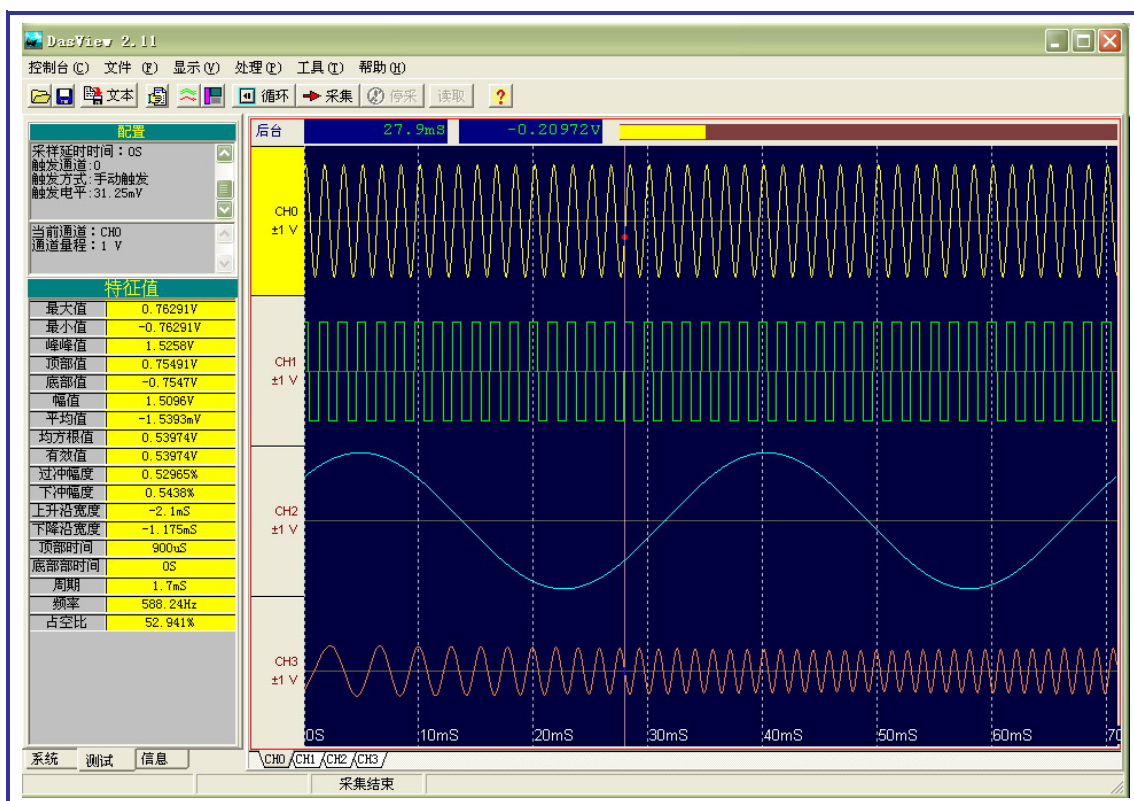 DasView 2.11
控制台(C) 文件 (F) 显示(V) 处理(P) 工具(T) 帮助(H)
文本 循环 采集 停采 读取 ?
配置
采样延时时间：0S
触发通道:0
触发方式:手动触发
触发电平:31.25mV
当前通道：CH0
通道量程：1 V
特征值
最大值 0.76291V
最小值 -0.76291V
峰峰值 1.5258V
顶部值 0.75491V
底部值 -0.7547V
幅值 1.5096V
平均值 -1.5393mV
均方根值 0.53974V
有效值 0.53974V
过冲幅度 0.52965%
下冲幅度 0.5438%
上升沿宽度 -2.1mS
下降沿宽度 -1.175mS
顶部时间 900uS
底部部时间 0S
周期 1.7mS
频率 588.24Hz
占空比 52.941%
系统 测试 信息
后台 27.9mS -0.20972V
CH0
±1 V
CH1
±1 V
CH2
±1 V
CH3
±1 V
0S 10mS 20mS 30mS 40mS 50mS 60mS 70
CH0 CH1 CH2 CH3
采集结束